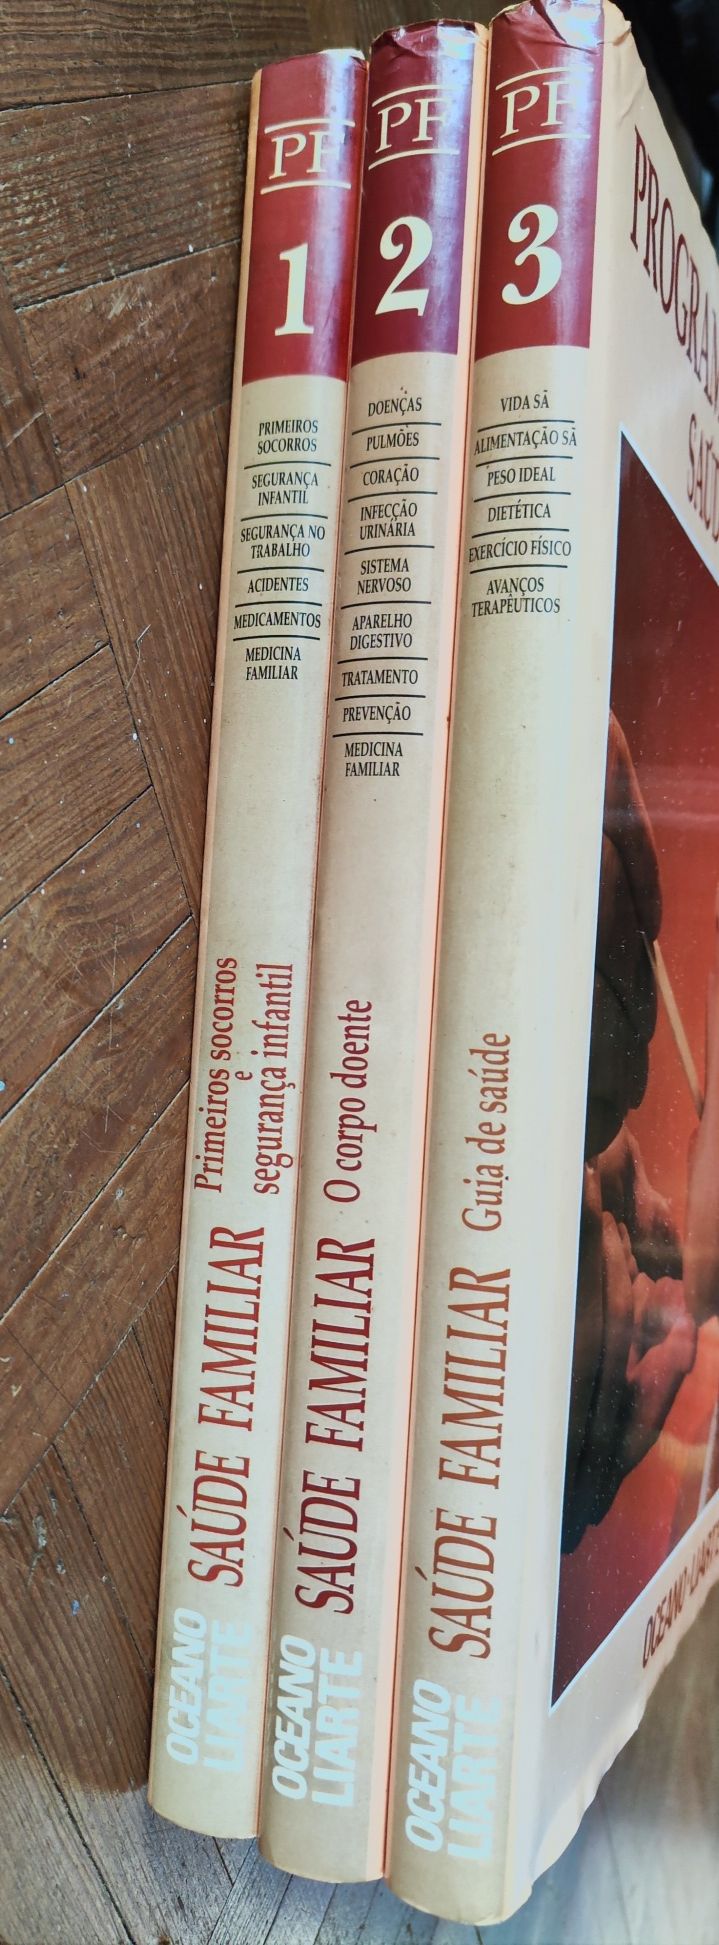 PF
1
PRIMEIROS
SOCORROS
SEGURANÇA
INFANTIL
SEGURANÇA NO
TRABALHO
ACIDENTES
MEDICAMENTOS
MEDICINA
FAMILIAR
Primeiros socorros
e
segurança infantil
SAÚDE FAMILIAR
OCEANO
LIARTE
PF
2
DOENÇAS
PULMÕES
CORAÇÃO
INFECÇÃO
URINÁRIA
SISTEMA
NERVOSO
APARELHO
DIGESTIVO
TRATAMENTO
PREVENÇÃO
MEDICINA
FAMILIAR
O corpo doente
SAÚDE FAMILIAR
OCEANO
LIARTE
PF
3
VIDA SÃ
ALIMENTAÇÃO SÃ
PESO IDEAL
DIETÉTICA
EXERCÍCIO FÍSICO
AVANÇOS
TERAPÊUTICOS
Guia de saúde
SAÚDE FAMILIAR
OCEANO
LIARTE